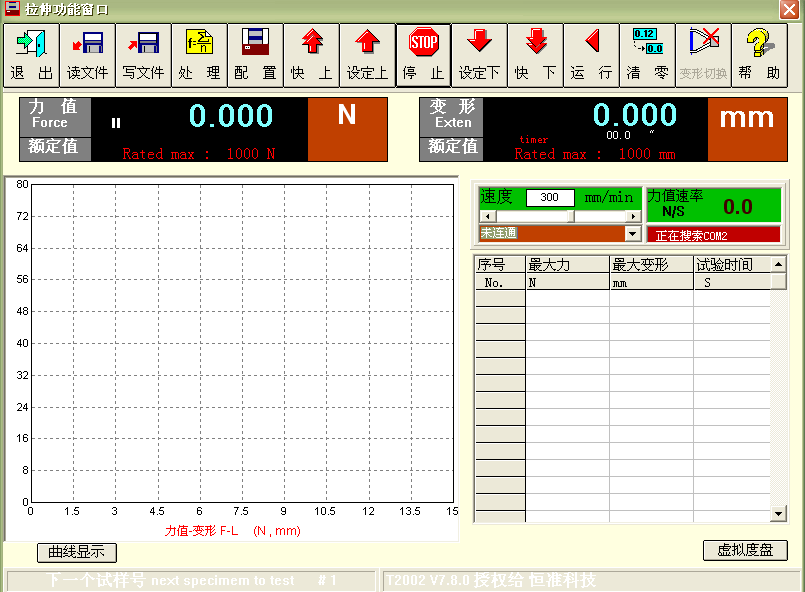 拉伸功能窗口
STOP
0.12
0.0
f=Σ
n
退 出 读文件 写文件 处 理 配 置 快 上 设定上 停 止 设定下 快 下 运 行 清 零 变形切换 帮 助
力 值
Force
额定值
0.000
N
Rated max : 1000 N
变 形
Exten
额定值
0.000
00.0 "
timer
Rated max : 1000 mm
mm
80
72
64
56
48
40
32
24
16
8
0
0 1.5 3 4.5 6 7.5 9 10.5 12 13.5 15
力值-变形 F-L (N , mm)
曲线显示
速度 300 mm/min
未连通
力值速率
N/S
0.0
正在搜索COM2
序号 最大力 最大变形 试验时间
No. N mm S
虚拟度盘
下一个试样号 next specimem to test # 1
T2002 V7.8.0 授权给 恒准科技